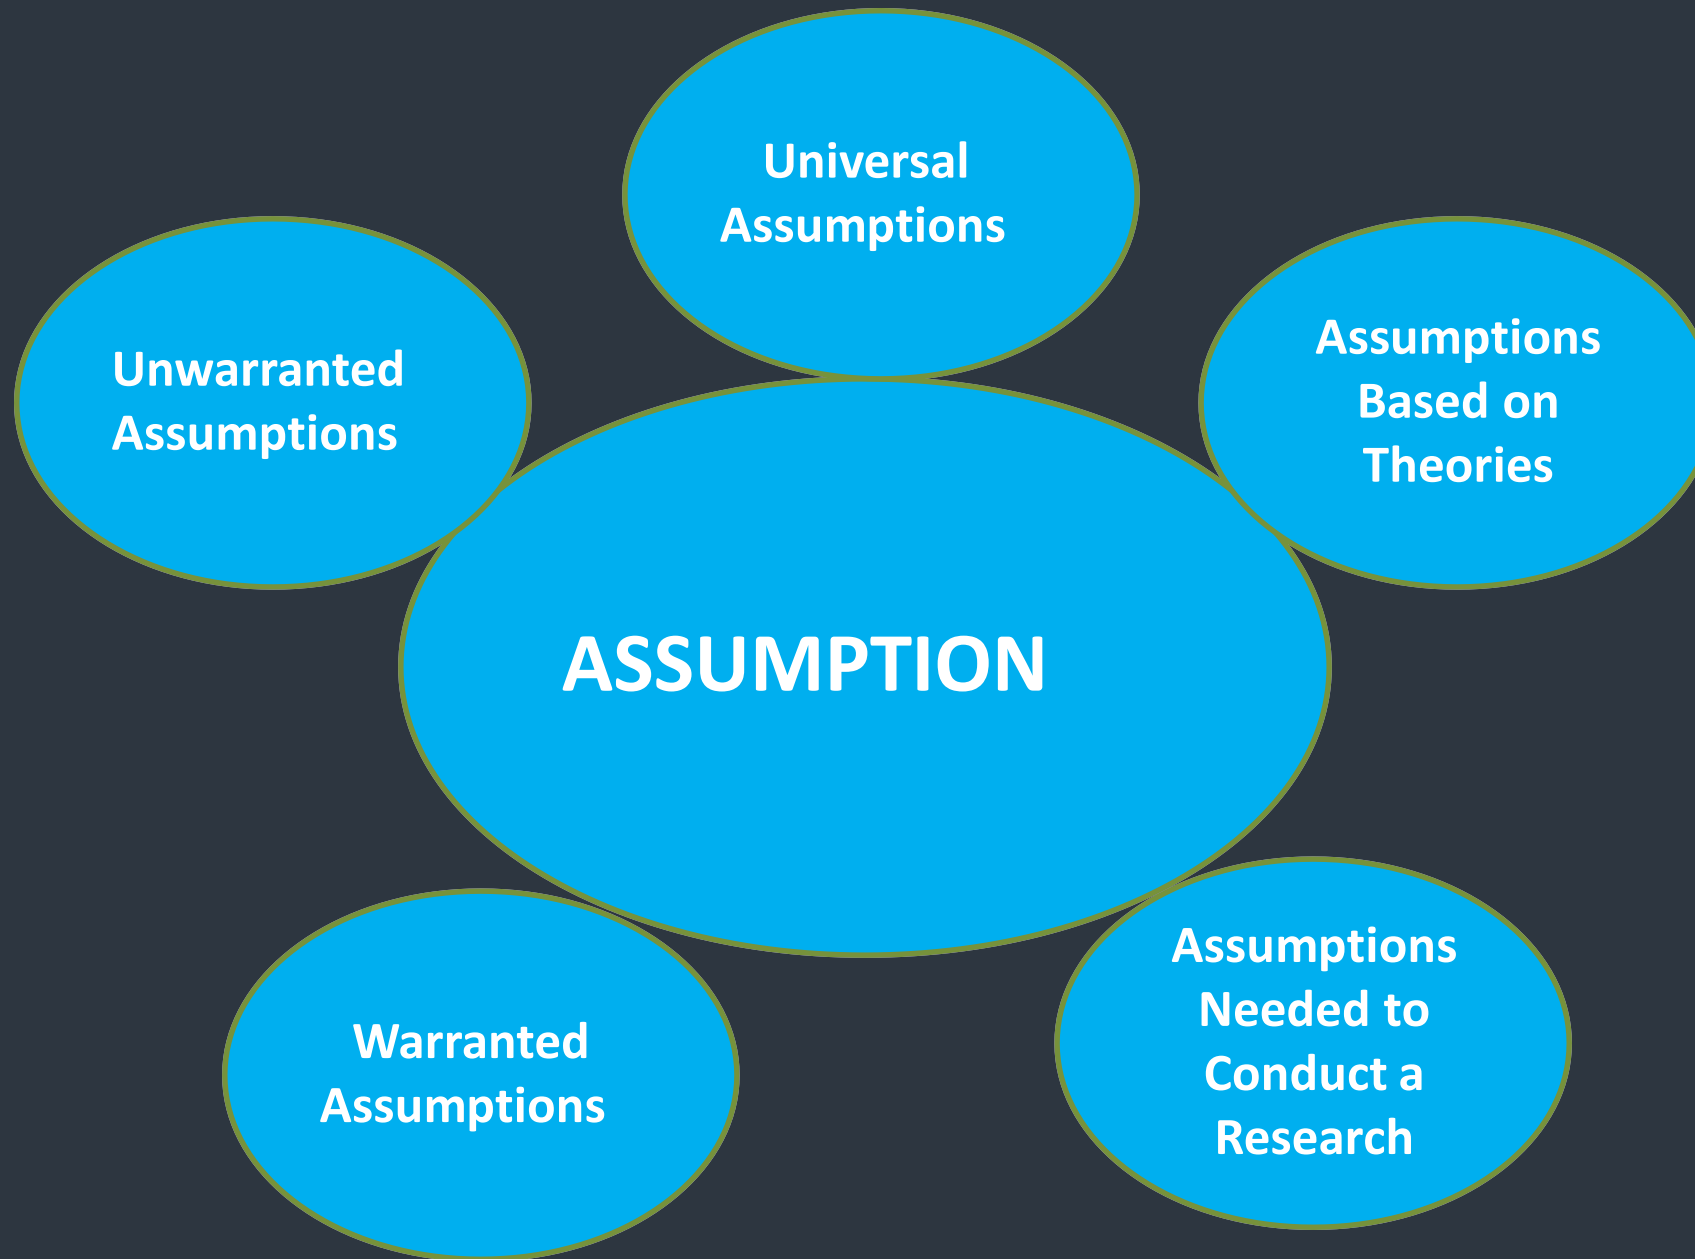 Universal
Assumptions
Unwarranted
Assumptions
Assumptions
Based on
Theories
ASSUMPTION
Warranted
Assumptions
Assumptions
Needed to
Conduct a
Research